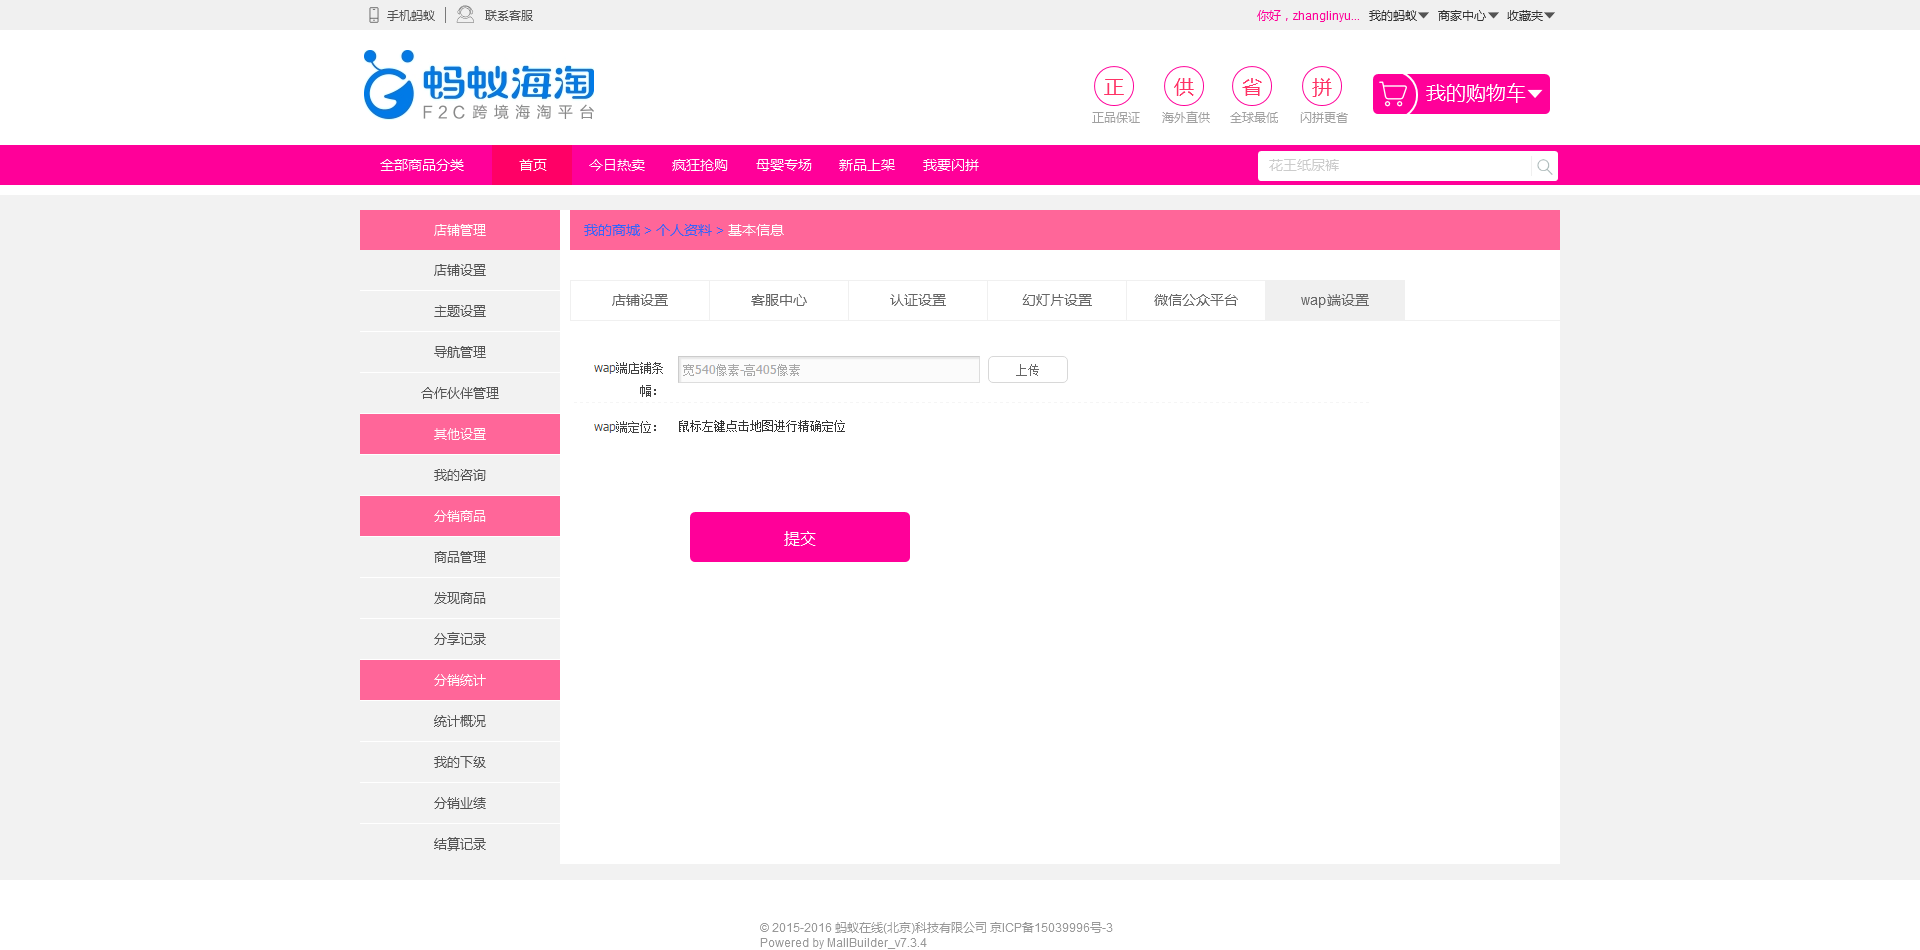 手机蚂蚁 联系客服 你好，zhanglinyu... 我的蚂蚁 商家中心 收藏夹
蚂蚁海淘
F2C跨境海淘平台
正 供 省 拼
正品保证 海外直供 全球最低 闪拼更省
我的购物车
全部商品分类 首页 今日热卖 疯狂抢购 母婴专场 新品上架 我要闪拼 花王纸尿裤
店铺管理
店铺设置
主题设置
导航管理
合作伙伴管理
其他设置
我的咨询
分销商品
商品管理
发现商品
分享记录
分销统计
统计概况
我的下级
分销业绩
结算记录
我的商城 > 个人资料 > 基本信息
店铺设置 客服中心 认证设置 幻灯片设置 微信公众平台 wap端设置
wap端店铺条
幅：
宽540像素-高405像素 上传
wap端定位： 鼠标左键点击地图进行精确定位
提交
© 2015-2016 蚂蚁在线(北京)科技有限公司 京ICP备15039996号-3
Powered by MallBuilder_v7.3.4